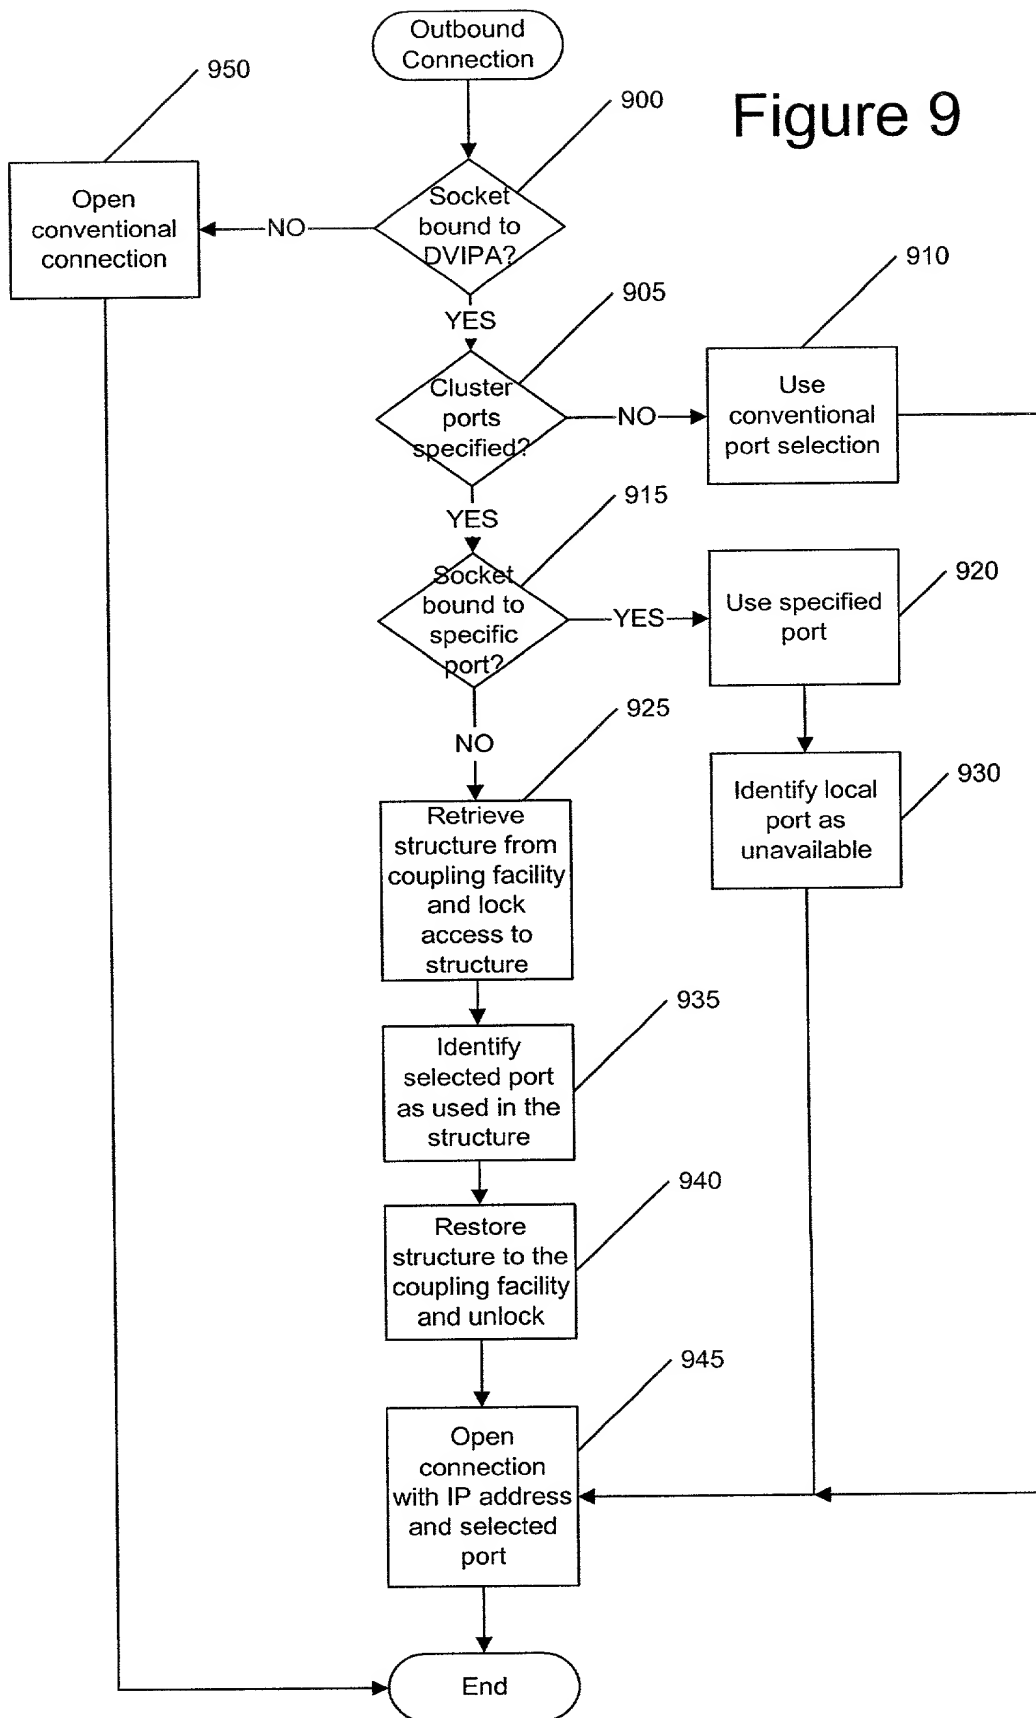 Outbound
Connection
950
900
Figure 9
Open
conventional
connection
NO
Socket
bound to
DVIPA?
910
905
YES
Cluster
ports
specified?
NO
Use
conventional
port selection
915
YES
Socket
bound to
specific
port?
YES
Use specified
port
920
925
NO
Identify local
port as
unavailable
930
Retrieve
structure from
coupling facility
and lock
access to
structure
935
Identify
selected port
as used in the
structure
940
Restore
structure to the
coupling facility
and unlock
945
Open
connection
with IP address
and selected
port
End